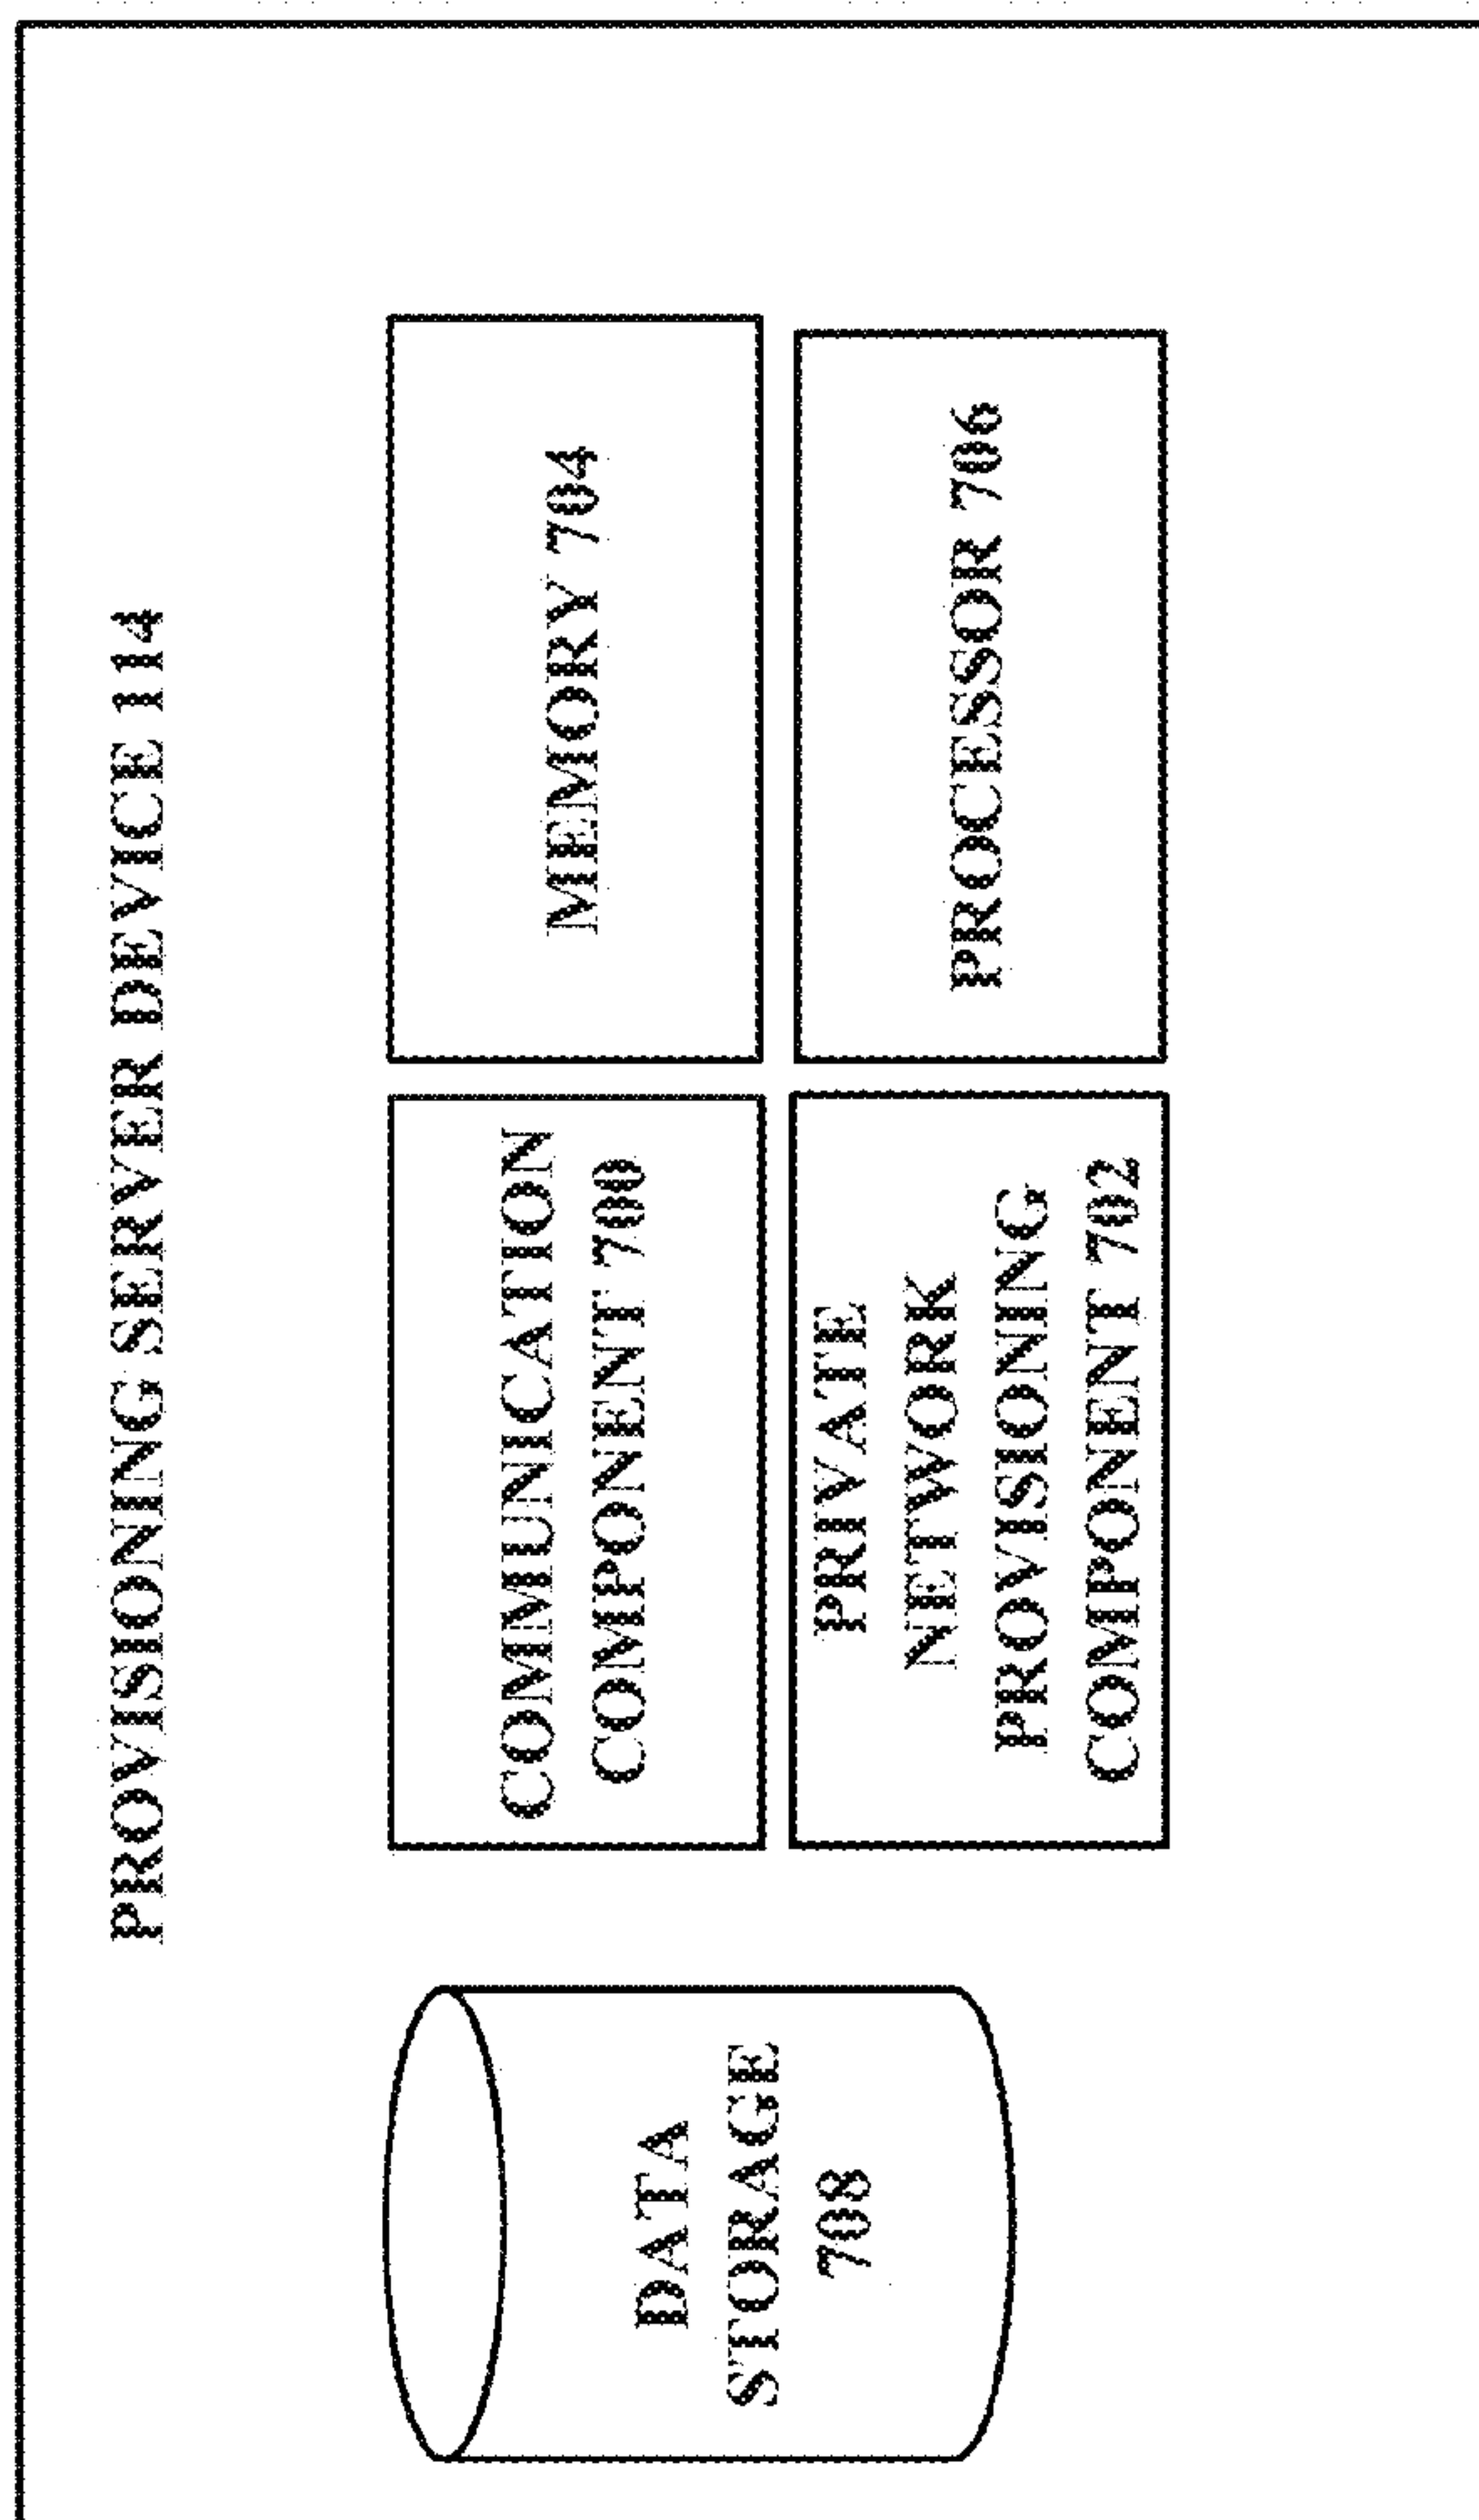 PROVISIONING SERVER DEVICE 114
DATA
STORAGE
708
COMMUNICATION
COMPONENT 700
MEMORY 704
PRIVATE
NETWORK
PROVISIONING
COMPONENT 702
PROCESSOR 706